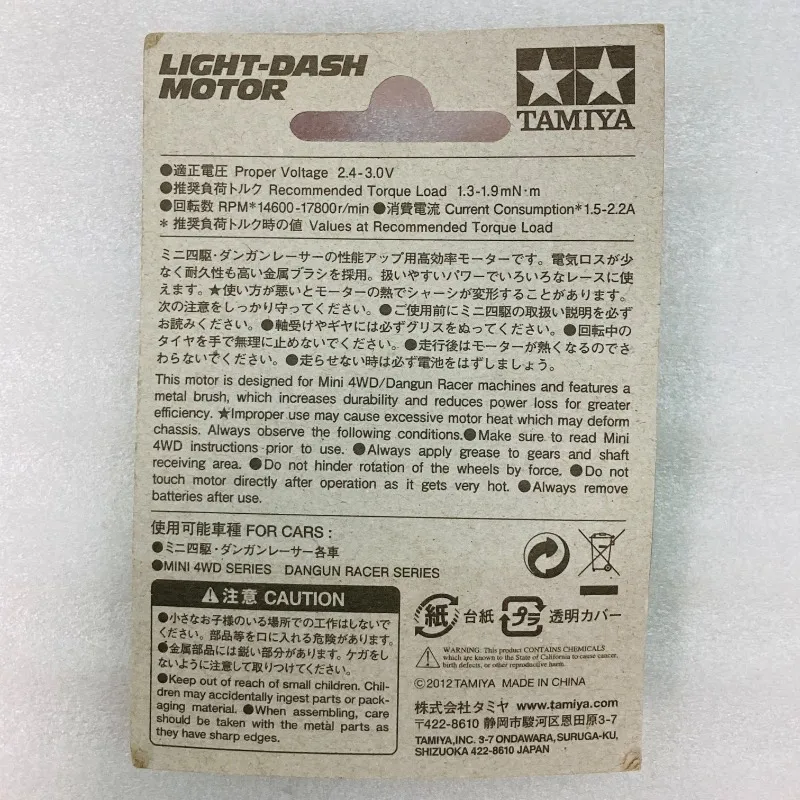 LIGHT-DASH
MOTOR
TAMIYA
●適正電圧 Proper Voltage 2.4-3.0V
●推奨負荷トルク Recommended Torque Load 1.3-1.9mN·m
●回転数 RPM*14600-17800r/min ●消費電流 Current Consumption*1.5-2.2A
* 推奨負荷トルク時の値 Values at Recommended Torque Load
ミニ四駆・ダンガンレーサーの性能アップ用高効率モーターです。電気ロスが少
なく耐久性も高い金属ブラシを採用。扱いやすいパワーでいろいろなレースに使
えます。★使い方が悪いとモーターの熱でシャーシが変形することがあります。
次の注意をしっかり守ってください。●ご使用前にミニ四駆の取扱い説明を必ず
お読みください。●軸受けやギヤには必ずグリスをぬってください。●回転中の
タイヤを手で無理に止めないでください。●走行後はモーターが熱くなるのでさ
わらないでください。●走らせない時は必ず電池をはずしましょう。
This motor is designed for Mini 4WD/Dangun Racer machines and features a
metal brush, which increases durability and reduces power loss for greater
efficiency. ★Improper use may cause excessive motor heat which may deform
chassis. Always observe the following conditions.●Make sure to read Mini
4WD instructions prior to use. ●Always apply grease to gears and shaft
receiving area. ●Do not hinder rotation of the wheels by force. ●Do not
touch motor directly after operation as it gets very hot. ●Always remove
batteries after use.
使用可能車種 FOR CARS :
●ミニ四駆・ダンガンレーサー各車
●MINI 4WD SERIES DANGUN RACER SERIES
注意 CAUTION
●小さなお子様のいる場所での工作はしないで
ください。部品等を口に入れる危険があります。
●金属部品には鋭い部分があります。ケガをし
ないように注意して取りつけてください。
●Keep out of reach of small children. Chil-
dren may accidentally ingest parts or pack-
aging material. ●When assembling, care
should be taken with the metal parts as
they have sharp edges.
紙 台紙 プラ 透明カバー
WARNING: This product CONTAINS CHEMICALS
which are known to the State of California to cause cancer,
birth defects, or other reproductive harm.
©2012 TAMIYA MADE IN CHINA
株式会社タミヤ www.tamiya.com
〒422-8610 静岡市駿河区恩田原3-7
TAMIYA,INC. 3-7 ONDAWARA, SURUGA-KU,
SHIZUOKA 422-8610 JAPAN